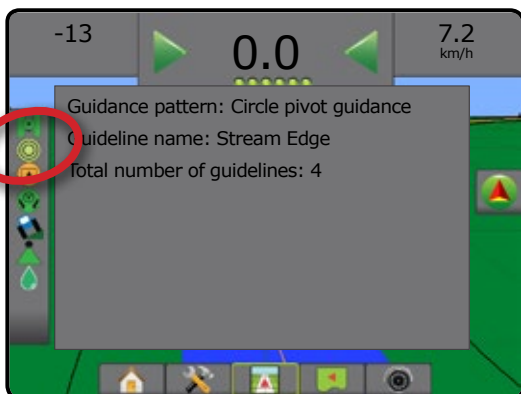 -13
0.0
7.2
km/h
Guidance pattern: Circle pivot guidance
Guideline name: Stream Edge
Total number of guidelines: 4